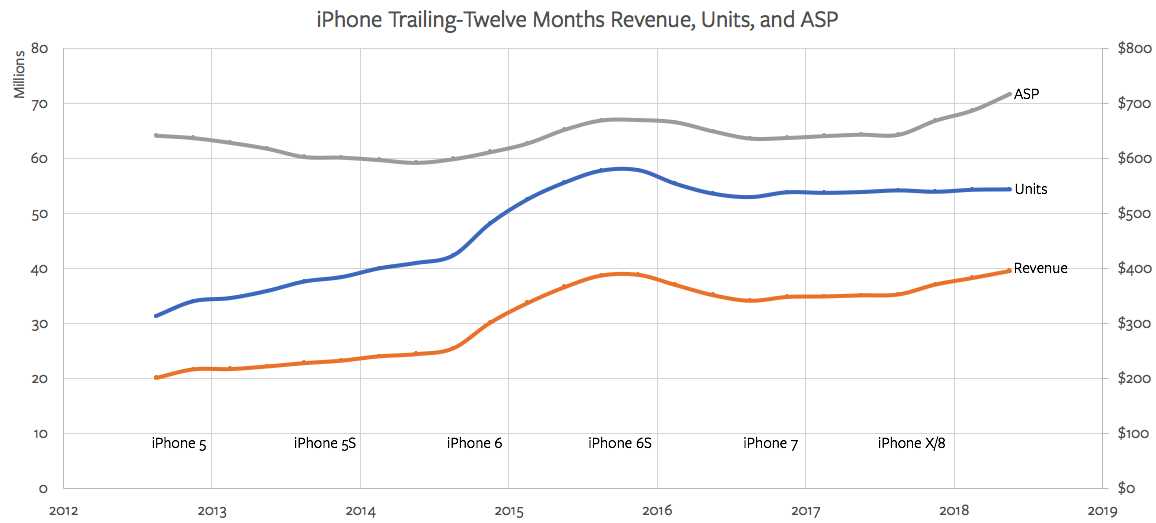 iPhone Trailing-Twelve Months Revenue, Units, and ASP
Millions
80
70
60
50
40
30
20
10
0
$800
$700
$600
$500
$400
$300
$200
$100
$0
ASP
Units
Revenue
iPhone 5
iPhone 5S
iPhone 6
iPhone 6S
iPhone 7
iPhone X/8
2012
2013
2014
2015
2016
2017
2018
2019